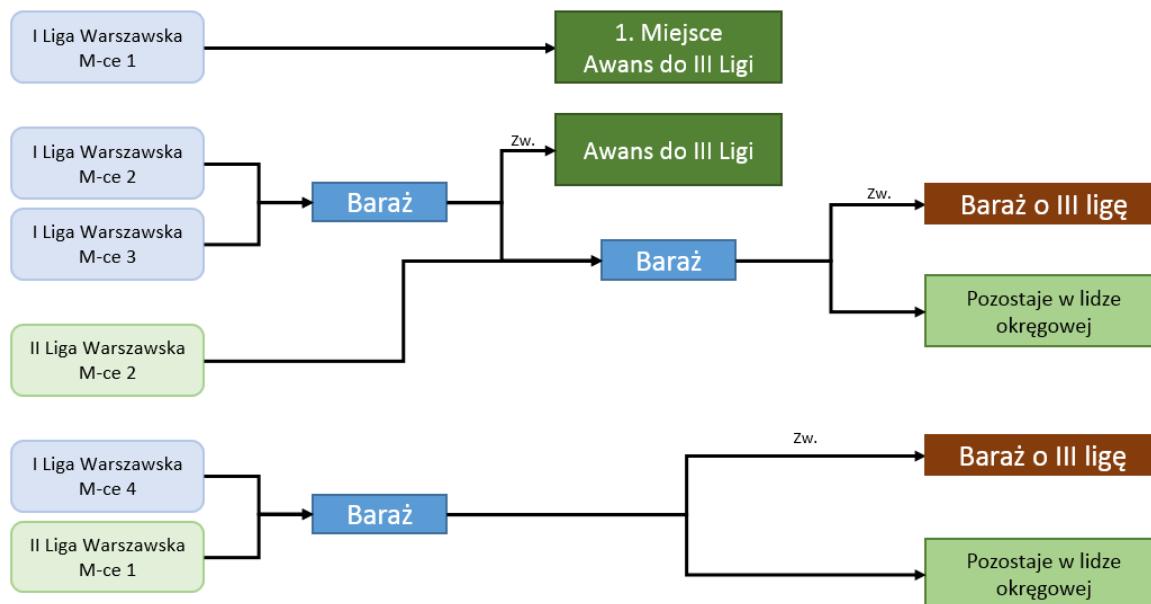 I Liga Warszawska
M-ce 1
1. Miejsce
Awans do III Ligi
I Liga Warszawska
M-ce 2
I Liga Warszawska
M-ce 3
Baraż
Zw.
Awans do III Ligi
II Liga Warszawska
M-ce 2
Baraż
Zw.
Baraż o III ligę
Pozostaje w lidze
okręgowej
I Liga Warszawska
M-ce 4
II Liga Warszawska
M-ce 1
Baraż
Zw.
Baraż o III ligę
Pozostaje w lidze
okręgowej